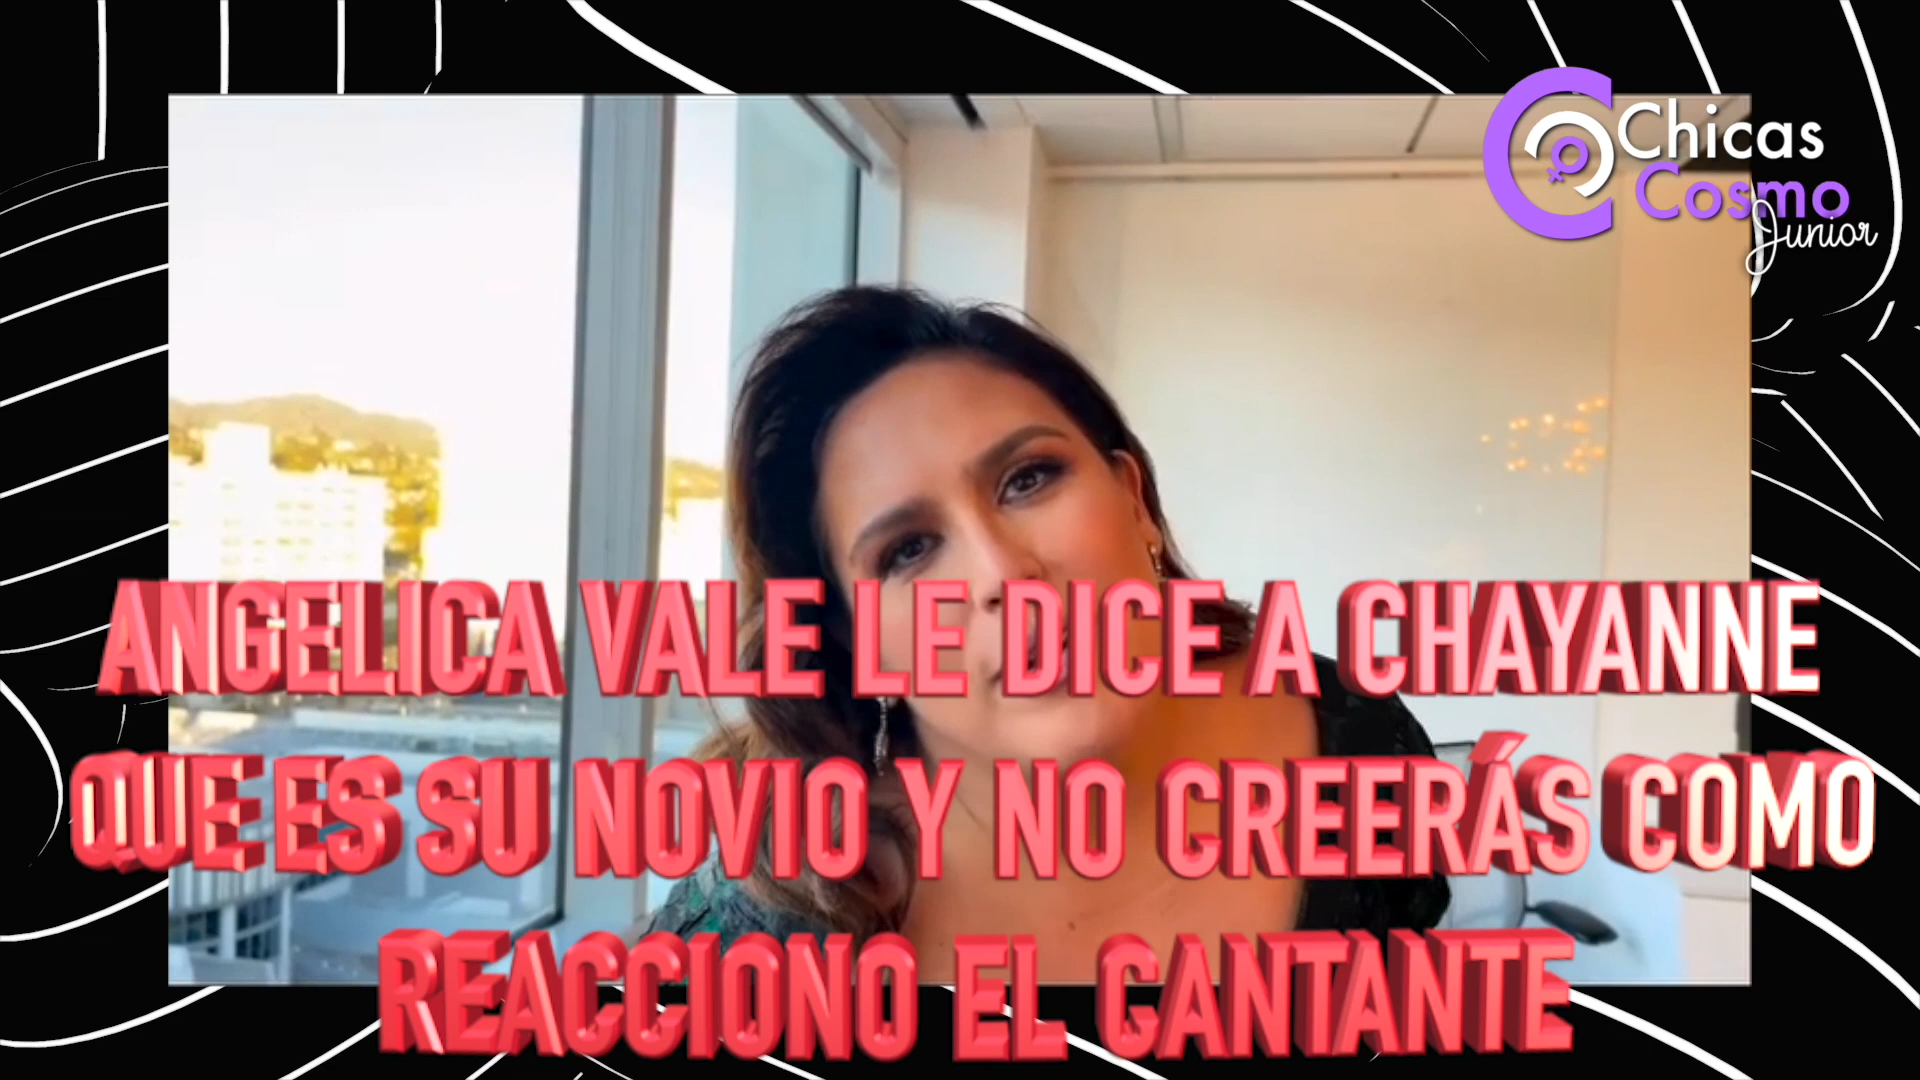 Chicas
Cosmo
Junior
ANGELICA VALE LE DICE A CHAYANNE
QUE ES SU NOVIO Y NO CREERÁS COMO
REACCIONO EL CANTANTE